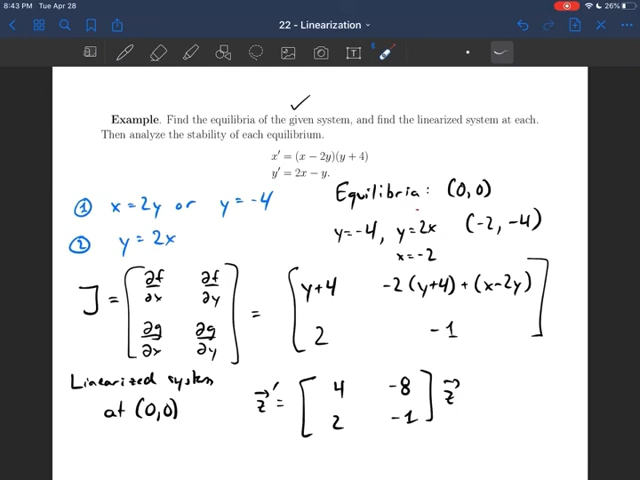 8:43 PM Tue Apr 28
26%
22 - Linearization
T
Example. Find the equilibria of the given system, and find the linearized system at each.
Then analyze the stability of each equilibrium.
x′ = (x − 2y)(y + 4)
y′ = 2x − y.
① x = 2y or y = -4
② y = 2x
Equilibria: (0,0)
y = -4, y = 2x (-2, -4)
x = -2
J = [∂f/∂x ∂f/∂y; ∂g/∂x ∂g/∂y] = [y+4 -2(y+4)+(x-2y); 2 -1]
Linearized system
at (0,0)
z⃗′ = [4 -8; 2 -1] z⃗